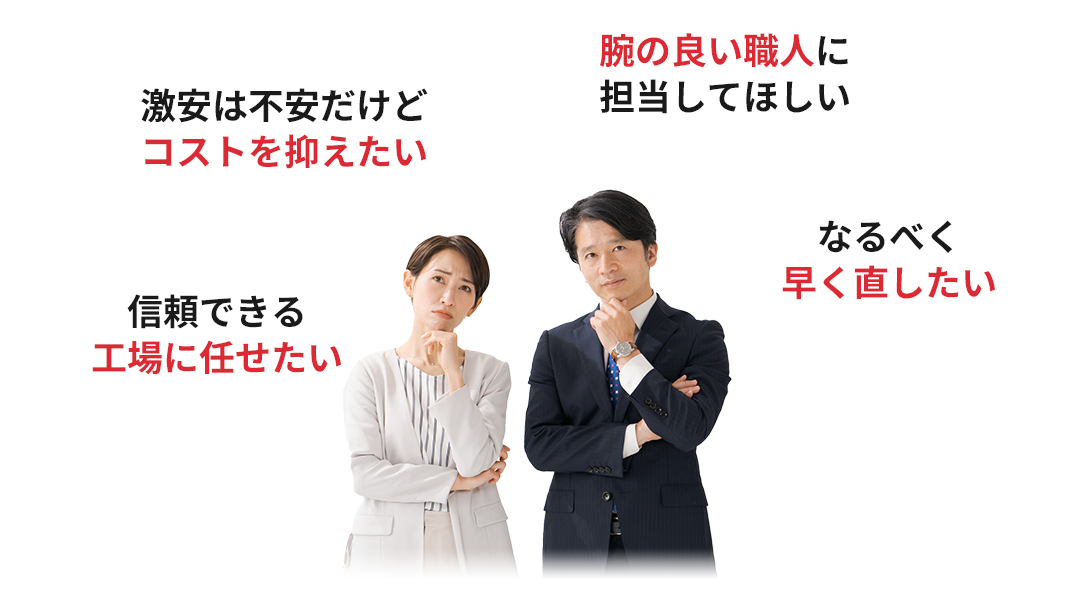 腕の良い職人に
担当してほしい
激安は不安だけど
コストを抑えたい
なるべく
早く直したい
信頼できる
工場に任せたい